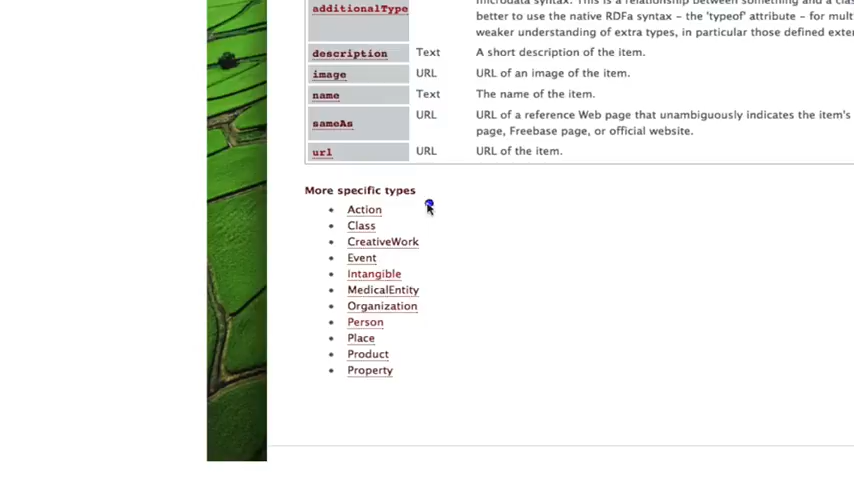 microdata syntax. This is a relationship between something and a
additionalType
better to use the native RDFa syntax – the 'typeof' attribute – for
weaker understanding of extra types, in particular those defined
description Text A short description of the item.
image URL URL of an image of the item.
name Text The name of the item.
sameAs URL URL of a reference Web page that unambiguously indicates the item's
page, Freebase page, or official website.
url URL URL of the item.
More specific types
Action
Class
CreativeWork
Event
Intangible
MedicalEntity
Organization
Person
Place
Product
Property